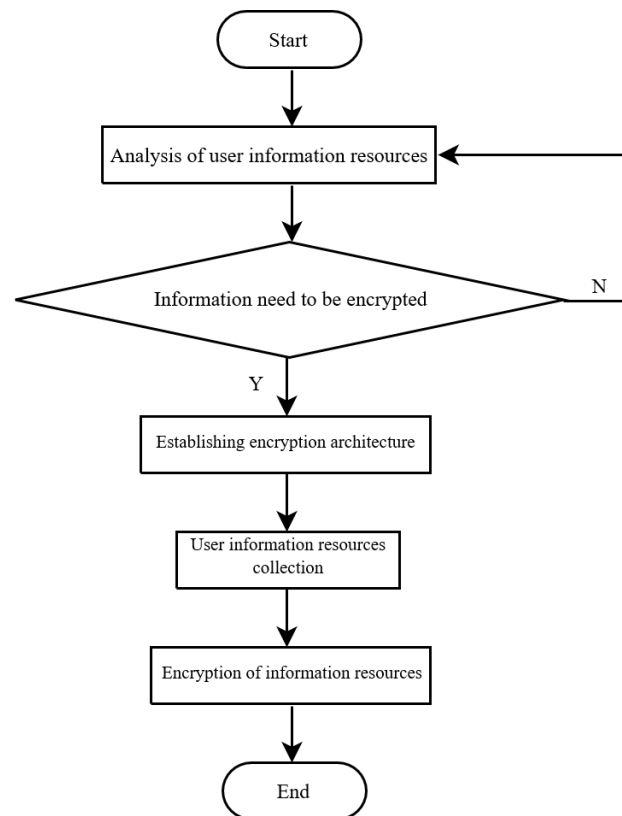 Start
Analysis of user information resources
Information need to be encrypted
N
Y
Establishing encryption architecture
User information resources
collection
Encryption of information resources
End